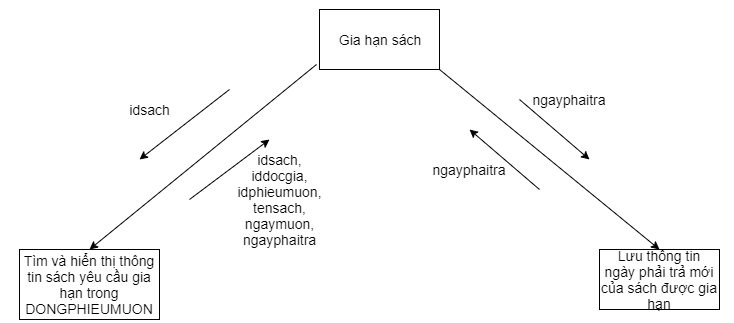 Gia hạn sách
idsach
ngayphaitra
idsach,
iddocgia,
idphieumuon,
tensach,
ngaymuon,
ngayphaitra
ngayphaitra
Tìm và hiển thị thông
tin sách yêu cầu gia
hạn trong
DONGPHIEUMUON
Lưu thông tin
ngày phải trả mới
của sách được gia
hạn